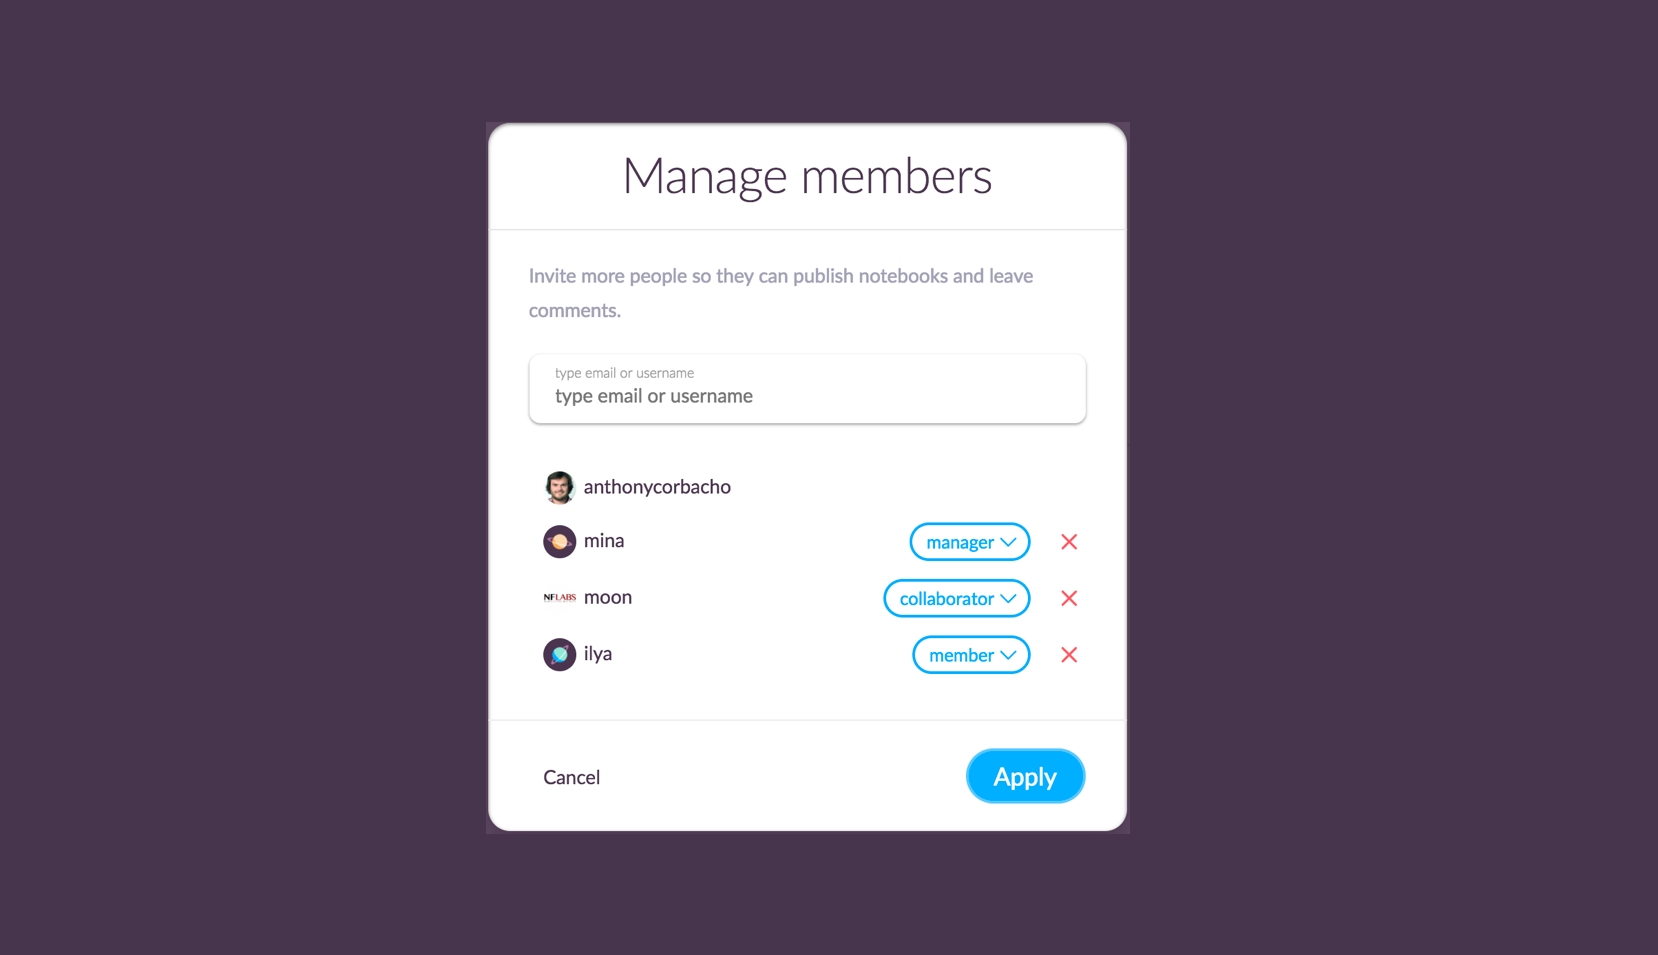 Manage members
Invite more people so they can publish notebooks and leave
comments.
type email or username
type email or username
anthonycorbacho
mina manager
NFLABS moon collaborator
ilya member
Cancel Apply